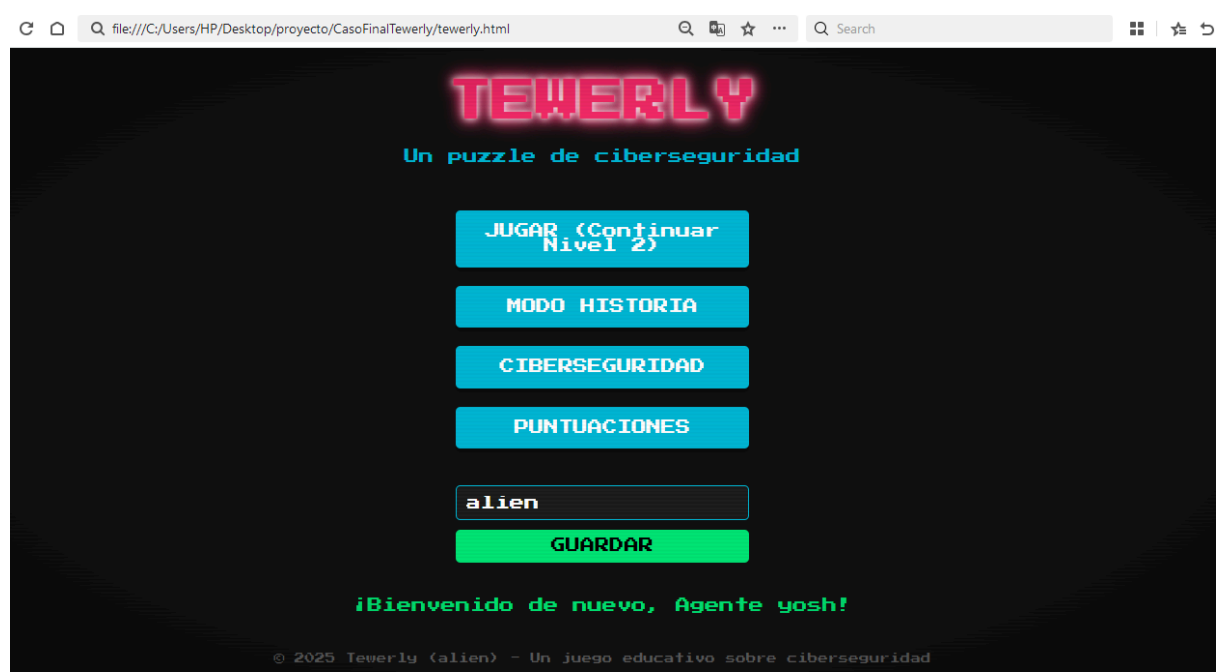 file:///C:/Users/HP/Desktop/proyecto/CasoFinalTewerly/tewerly.html
Search
TEWERLY
Un puzzle de ciberseguridad
JUGAR (Continuar
Nivel 2)
MODO HISTORIA
CIBERSEGURIDAD
PUNTUACIONES
alien
GUARDAR
¡Bienvenido de nuevo, Agente yosh!
© 2025 Tewerly (alien) - Un juego educativo sobre ciberseguridad